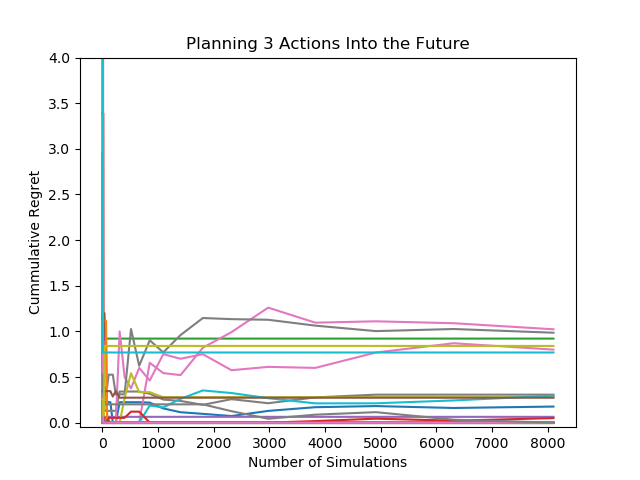 Planning 3 Actions Into the Future
4.0
3.5
3.0
2.5
2.0
1.5
1.0
0.5
0.0
Cummulative Regret
0 1000 2000 3000 4000 5000 6000 7000 8000
Number of Simulations